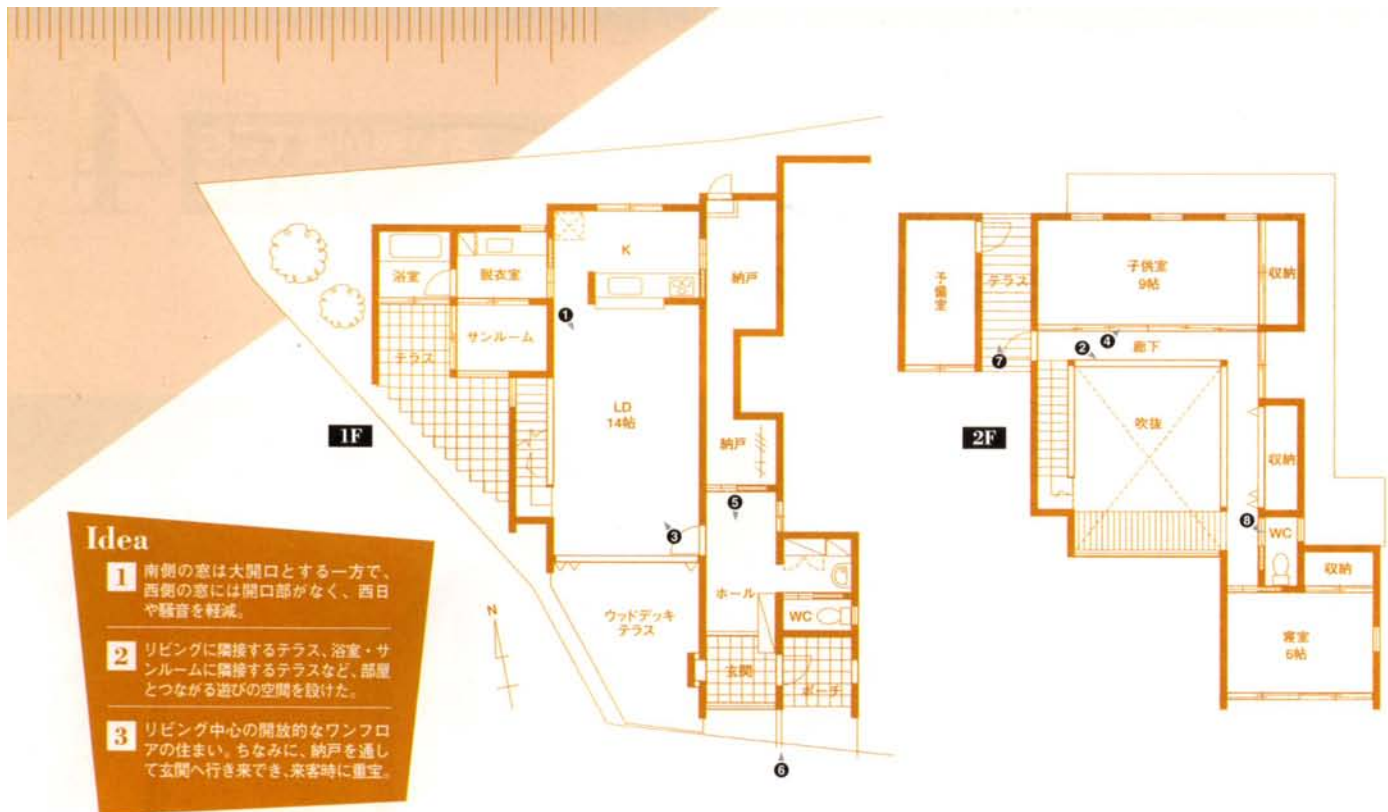 K
浴室
脱衣室
納戸
❶
サンルーム
テラス
LD
14帖
1F
納戸
❺
❸
ホール
ウッドデッキ
テラス
WC
N
玄関
ポーチ
❻
予備室
テラス
子供室
9帖
収納
❹
❷
廊下
❼
吹抜
2F
収納
❽
WC
収納
寝室
6帖
Idea
1 南側の窓は大開口とする一方で、
西側の窓には開口部がなく、西日
や騒音を軽減。
2 リビングに隣接するテラス、浴室・サ
ンルームに隣接するテラスなど、部屋
とつながる遊びの空間を設けた。
3 リビング中心の開放的なワンフロ
アの住まい。ちなみに、納戸を通し
て玄関へ行き来でき、来客時に重宝。